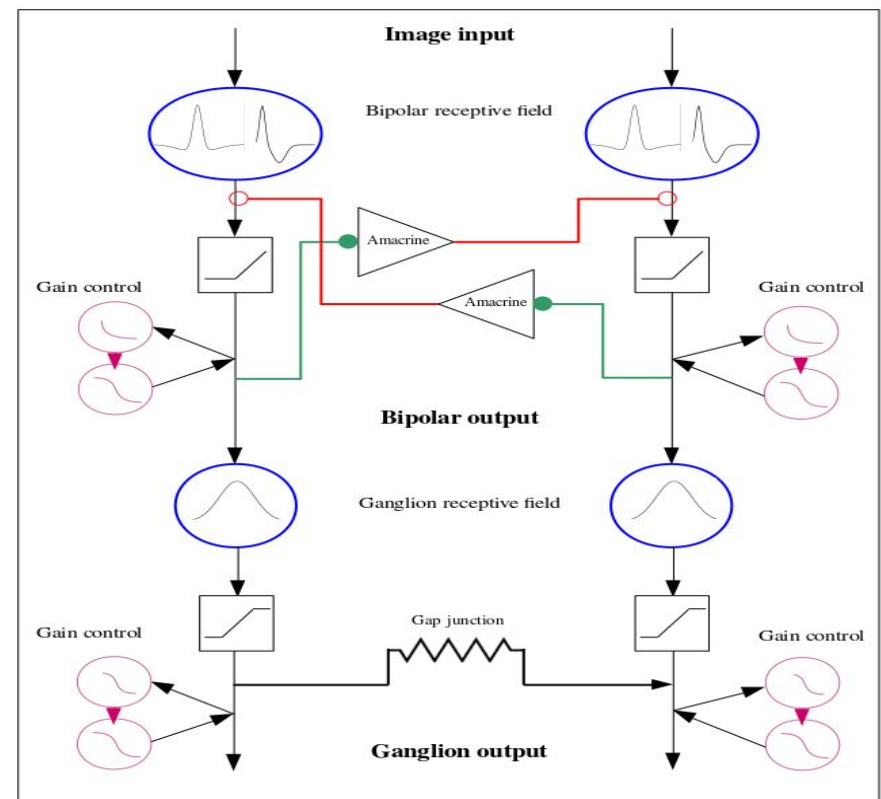 Image input
Bipolar receptive field
Amacrine
Gain control
Gain control
Amacrine
Bipolar output
Ganglion receptive field
Gap junction
Gain control
Gain control
Ganglion output